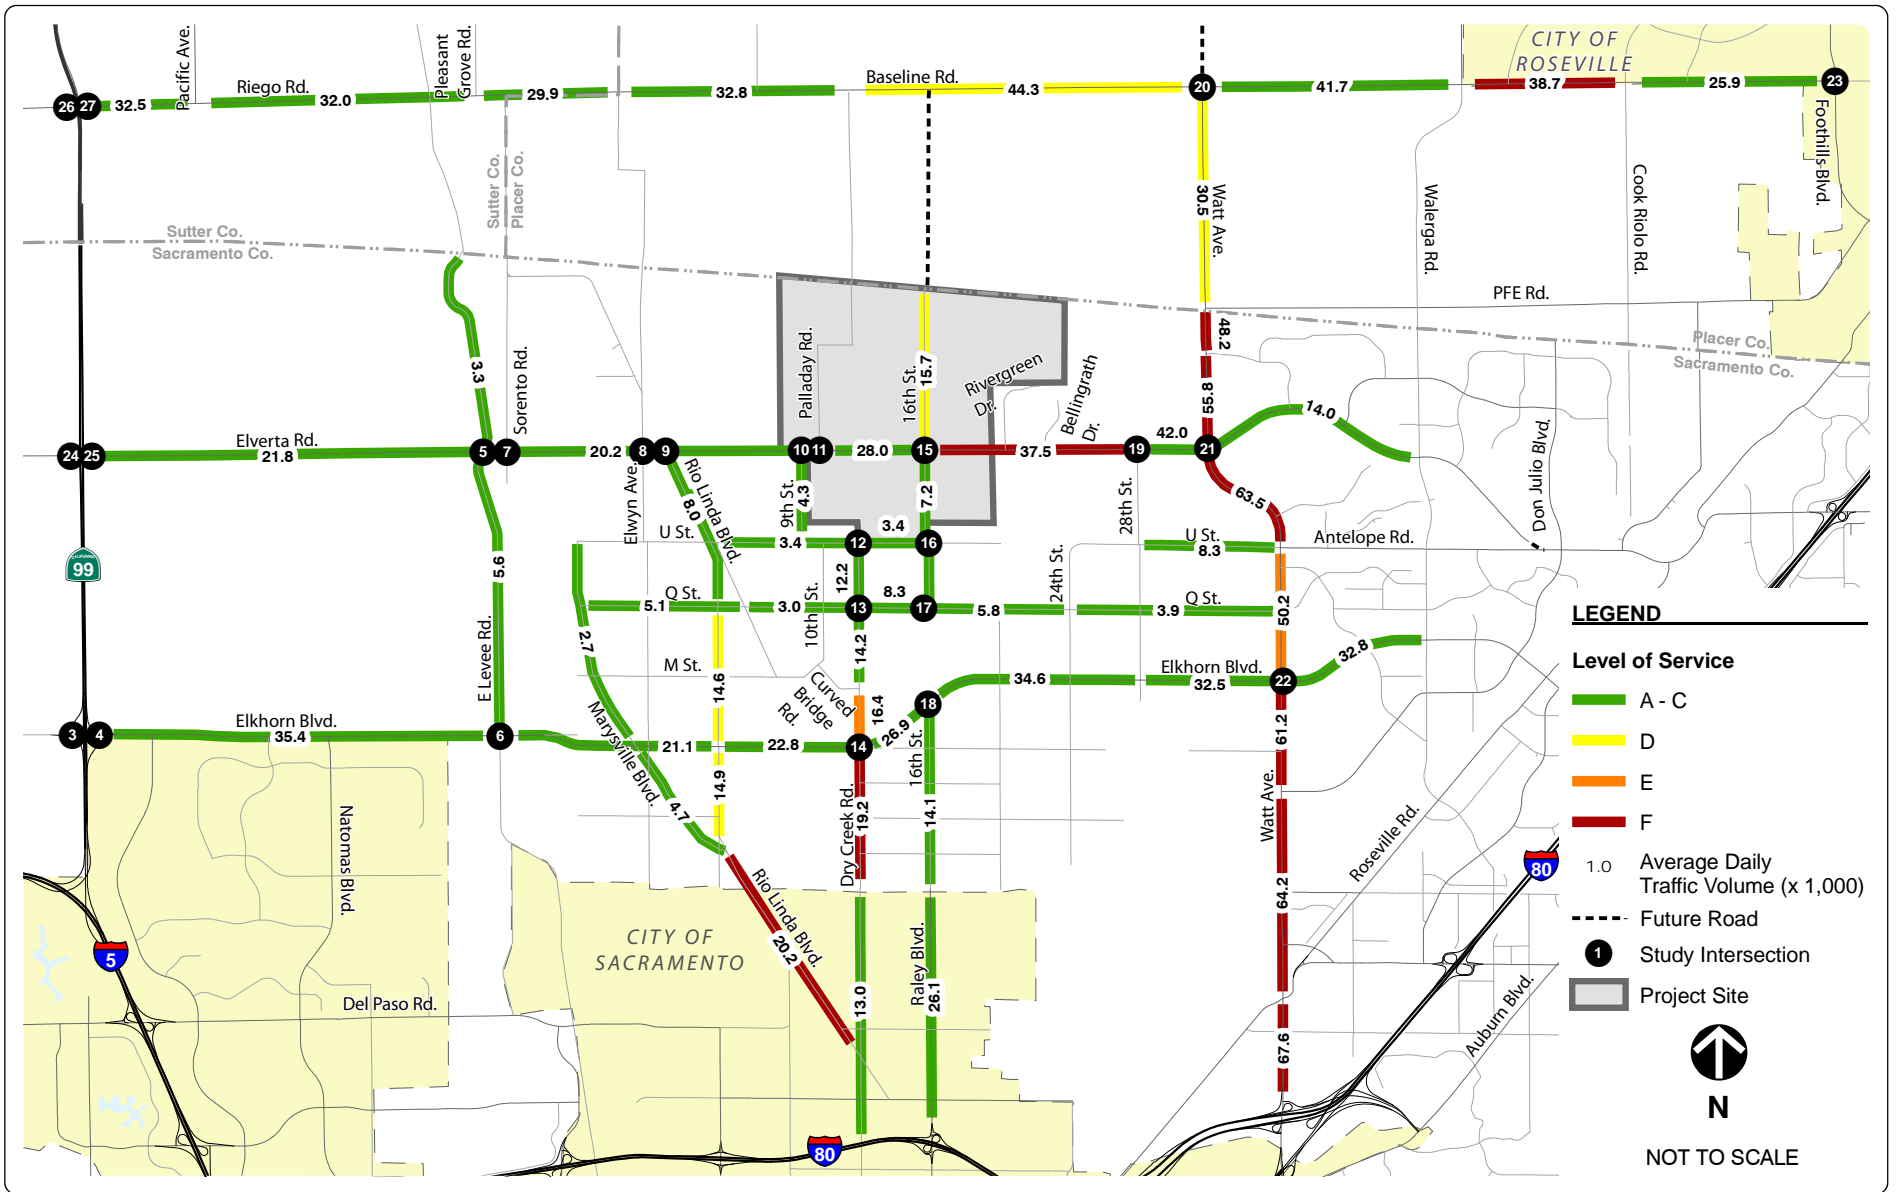 CITY OF
ROSEVILLE
Pacific Ave.
Pleasant
Grove Rd.
Riego Rd.
Baseline Rd.
26
27
32.5
32.0
29.9
32.8
44.3
20
41.7
38.7
25.9
23
Foothills Blvd.
Sutter Co.
Placer Co.
Sutter Co.
Sacramento Co.
30.5
Watt Ave.
Walerga Rd.
Cook Riolo Rd.
PFE Rd.
Placer Co.
Sacramento Co.
48.2
55.8
3.3
Sorento Rd.
Palladay Rd.
16th St.
15.7
Rivergreen
Dr.
Bellingrath
Dr.
14.0
Don Julio Blvd.
24
25
Elverta Rd.
21.8
5
7
20.2
8
9
10
11
28.0
15
37.5
19
42.0
21
63.5
Elwyn Ave.
Rio Linda Blvd.
8.0
9th St.
4.3
7.2
28th St.
U St.
3.4
3.4
12
16
U St.
8.3
Antelope Rd.
CALIFORNIA
99
5.6
12.2
24th St.
Q St.
5.1
3.0
10th St.
13
8.3
17
5.8
3.9
Q St.
50.2
E Levee Rd.
2.7
M St.
14.6
14.2
Curved
Bridge
Rd.
16.4
34.6
Elkhorn Blvd.
32.5
22
32.8
18
3
4
Elkhorn Blvd.
35.4
6
Marysville Blvd.
21.1
22.8
14
26.9
16th St.
61.2
Watt Ave.
14.9
4.7
Dry Creek Rd.
19.2
14.1
Natomas Blvd.
Roseville Rd.
80
Rio Linda Blvd.
20.2
64.2
CITY OF
SACRAMENTO
5
Del Paso Rd.
13.0
Raley Blvd.
26.1
67.6
Auburn Blvd.
80
LEGEND
Level of Service
A - C
D
E
F
1.0
Average Daily
Traffic Volume (x 1,000)
Future Road
1
Study Intersection
Project Site
N
NOT TO SCALE